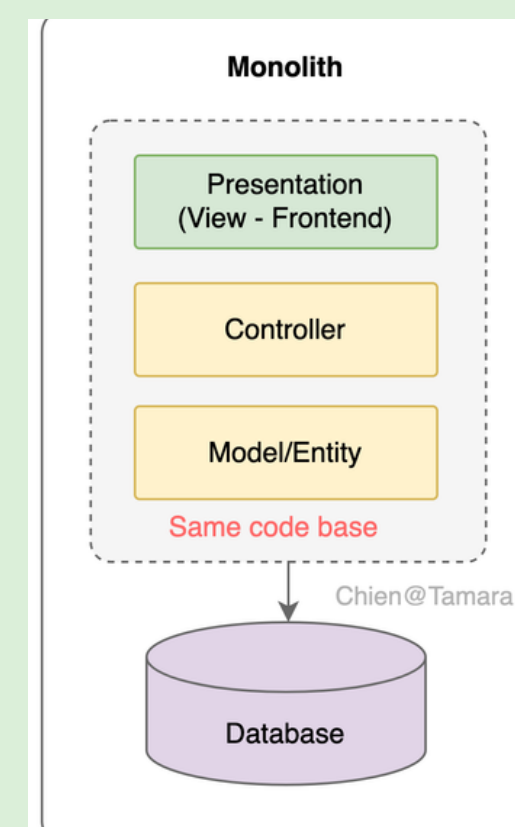 Monolith
Presentation
(View - Frontend)
Controller
Model/Entity
Same code base
Chien@Tamara
Database